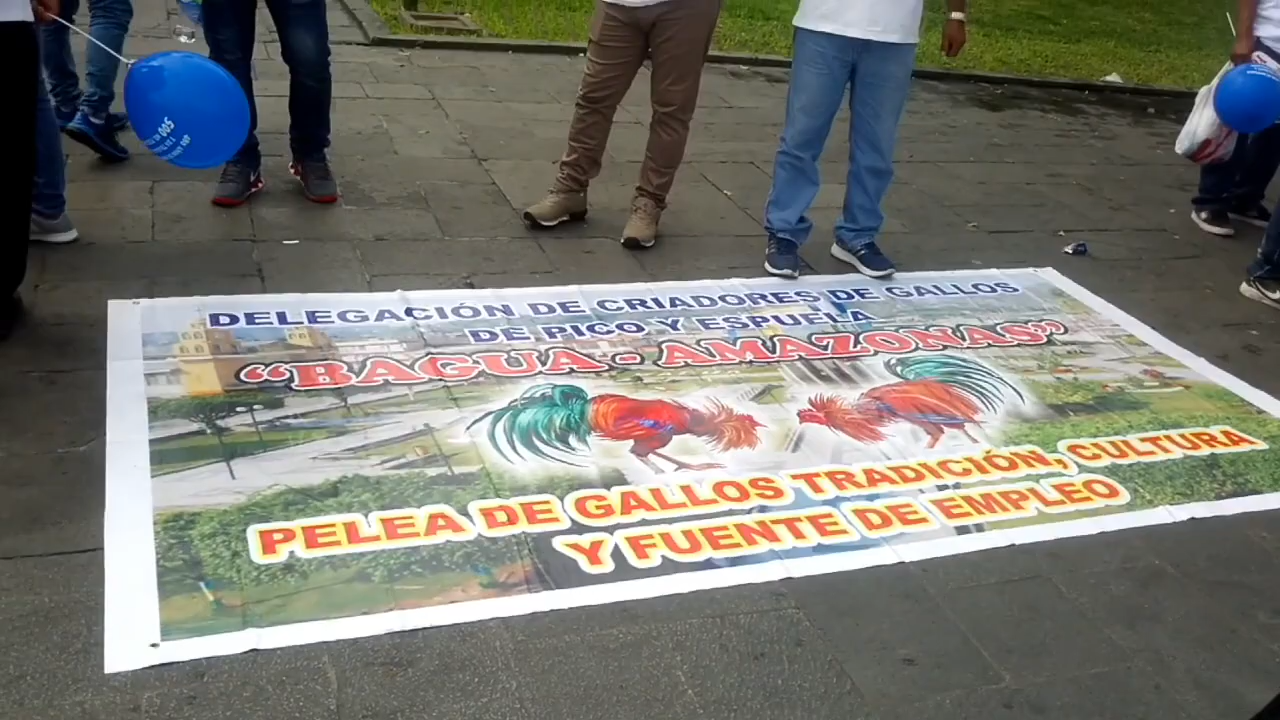 DELEGACIÓN DE CRIADORES DE GALLOS
DE PICO Y ESPUELA
“BAGUA - AMAZONAS”
PELEA DE GALLOS TRADICIÓN, CULTURA
Y FUENTE DE EMPLEO